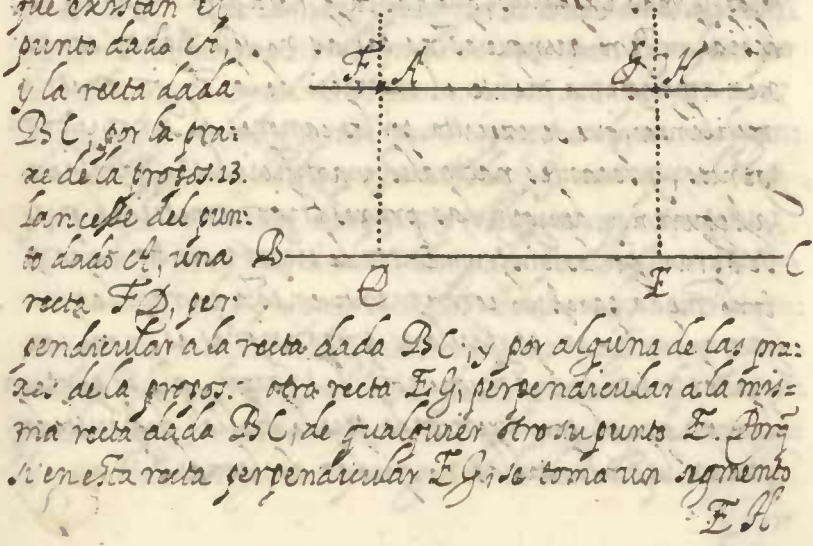 que existan el
punto dado A,
y la recta dada
BC, por la pra:
xe de la propos. 13.
Lancesse del pun:
to dado A, una
recta FD, per:
F A G H
B C
D E
pendicular a la recta dada BC; y por alguna de las pra:
xes de la propos: otra recta EG, perpendicular a la mis=
ma recta dada BC, de qualquier otro su punto E. Porq̃
si en esta recta perpendicular EG, se toma un sigmento
EH